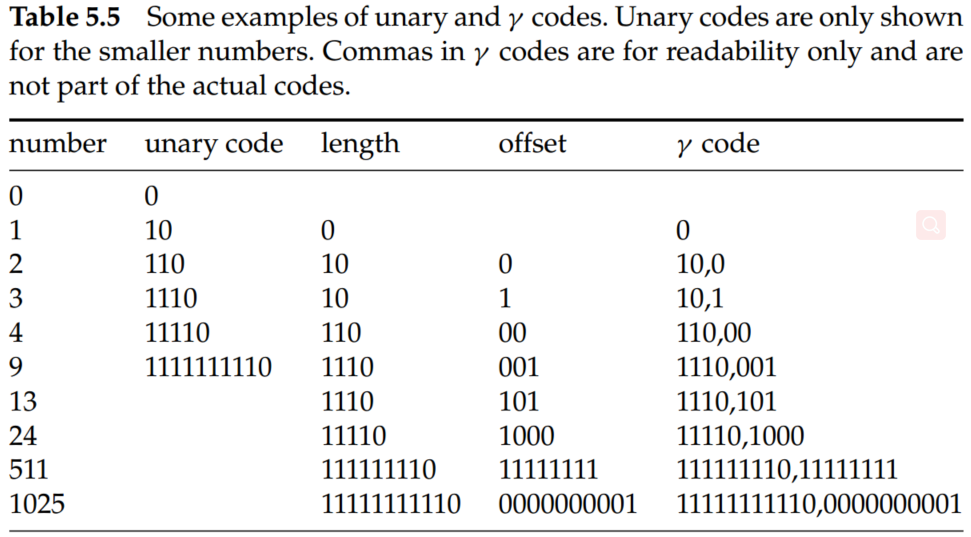 Table 5.5 Some examples of unary and γ codes. Unary codes are only shown
for the smaller numbers. Commas in γ codes are for readability only and are
not part of the actual codes.
number unary code length offset γ code
0 0
1 10 0 0
2 110 10 0 10,0
3 1110 10 1 10,1
4 11110 110 00 110,00
9 1111111110 1110 001 1110,001
13 1110 101 1110,101
24 11110 1000 11110,1000
511 111111110 11111111 111111110,11111111
1025 11111111110 0000000001 11111111110,0000000001